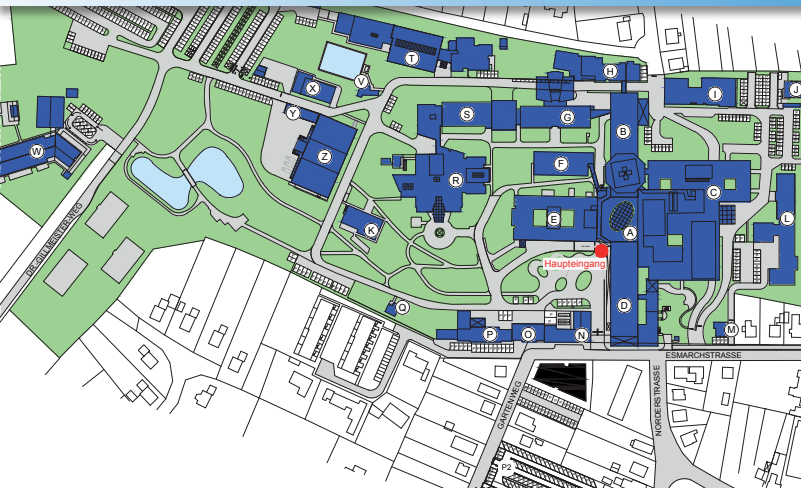 T
H
V
X
I
J
Y
S
G
B
W
Z
F
R
C
K
E
L
A
Haupteingang
DR.-GILLMEISTER-WEG
Q
D
P
O
N
M
ESMARCHSTRASSE
GARTENWEG
NORDERSTRASSE
P2